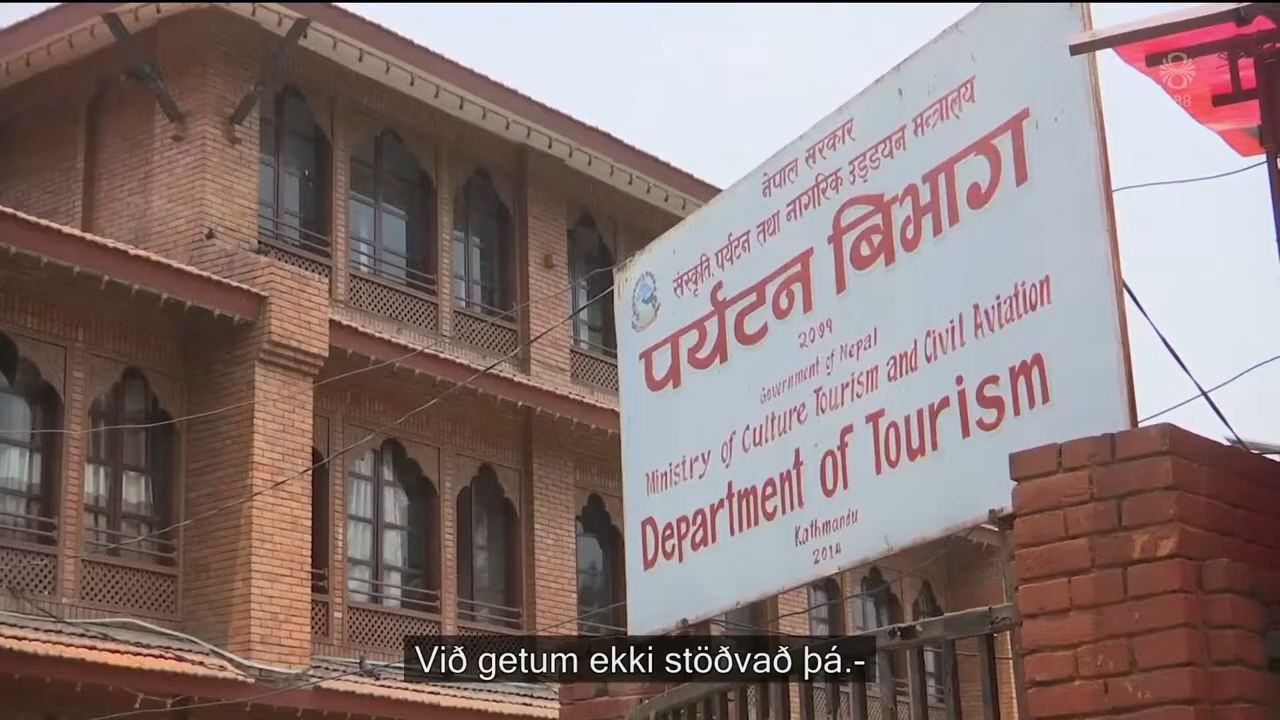 नेपाल सरकार
संस्कृति, पर्यटन तथा नागरिक उड्डयन मन्त्रालय
पर्यटन बिभाग
२०७१
Government of Nepal
Ministry of Culture Tourism and Civil Aviation
Department of Tourism
Kathmandu
2014
Við getum ekki stöðvað þá.-